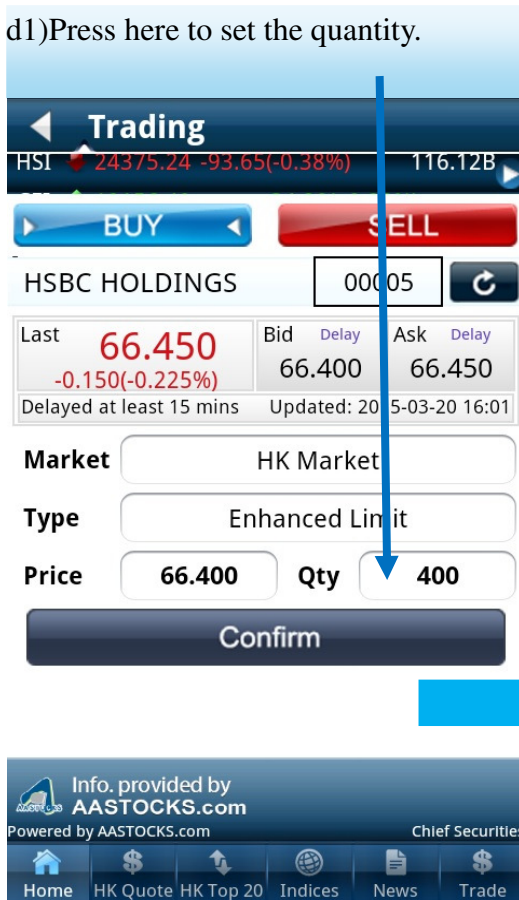 d1)Press here to set the quantity.
Trading
HSI 24375.24 -93.65(-0.38%) 116.12B
BUY SELL
HSBC HOLDINGS 00005
Last 66.450 Bid Delay Ask Delay
-0.150(-0.225%) 66.400 66.450
Delayed at least 15 mins Updated: 2015-03-20 16:01
Market HK Market
Type Enhanced Limit
Price 66.400 Qty 400
Confirm
Info. provided by
AASTOCKS.com
Powered by AASTOCKS.com Chief Securities
Home HK Quote HK Top 20 Indices News Trade